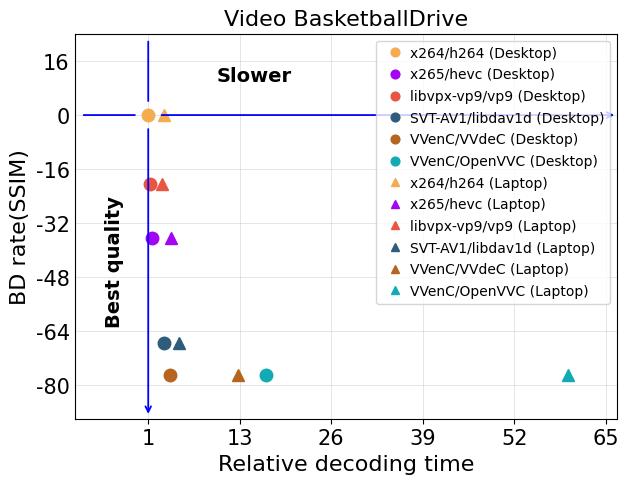 Video BasketballDrive
16
0
-16
-32
-48
-64
-80
BD rate(SSIM)
Slower
Best quality
x264/h264 (Desktop)
x265/hevc (Desktop)
libvpx-vp9/vp9 (Desktop)
SVT-AV1/libdav1d (Desktop)
VVenC/VVdeC (Desktop)
VVenC/OpenVVC (Desktop)
x264/h264 (Laptop)
x265/hevc (Laptop)
libvpx-vp9/vp9 (Laptop)
SVT-AV1/libdav1d (Laptop)
VVenC/VVdeC (Laptop)
VVenC/OpenVVC (Laptop)
1 13 26 39 52 65
Relative decoding time